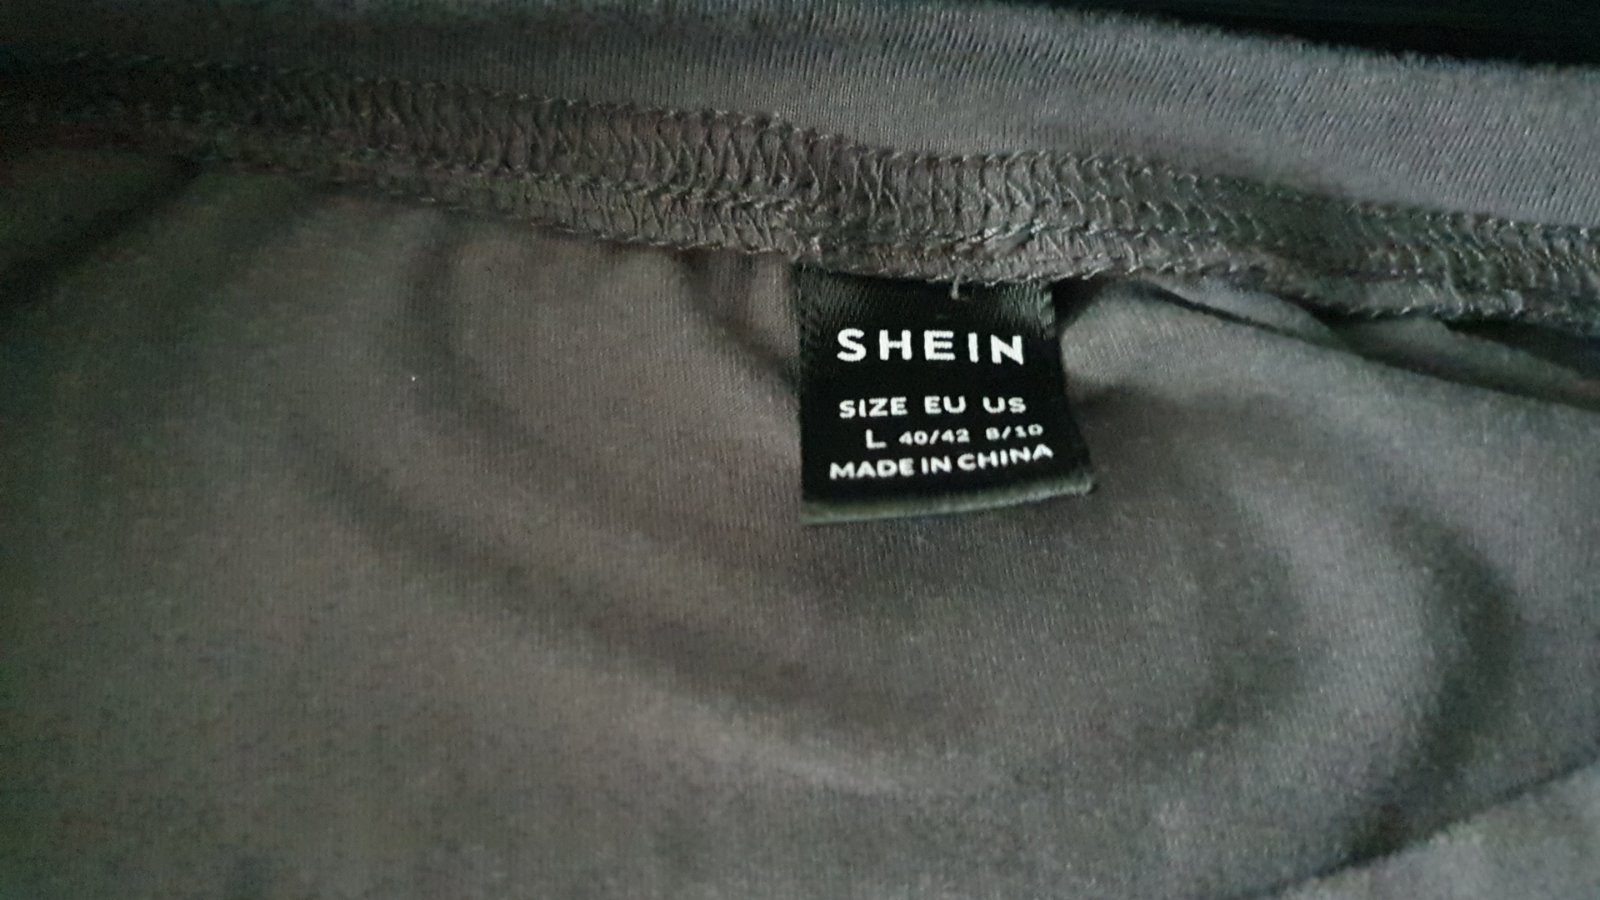 SHEIN
SIZE EU US
L 40/42 8/10
MADE IN CHINA